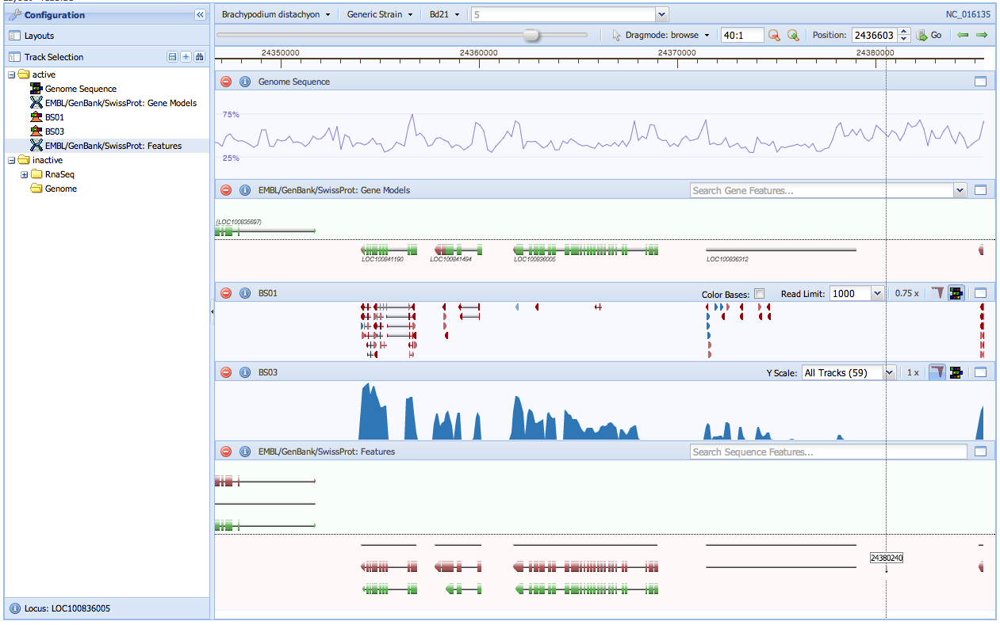 Configuration
Layouts
Track Selection
active
Genome Sequence
EMBL/GenBank/SwissProt: Gene Models
BS01
BS03
EMBL/GenBank/SwissProt: Features
inactive
RnaSeq
Genome
Locus: LOC100836005
Brachypodium distachyon Generic Strain Bd21 5 NC_016135
Dragmode: browse 40:1 Position: 2436603 Go
24350000 24360000 24370000 24380000
Genome Sequence
75%
25%
EMBL/GenBank/SwissProt: Gene Models Search Gene Features...
(LOC100835697)
LOC100841190 LOC100841494 LOC100836005 LOC100836312
BS01 Color Bases: Read Limit: 1000 0.75 x
BS03 Y Scale: All Tracks (59) 1 x
EMBL/GenBank/SwissProt: Features Search Sequence Features...
24380240